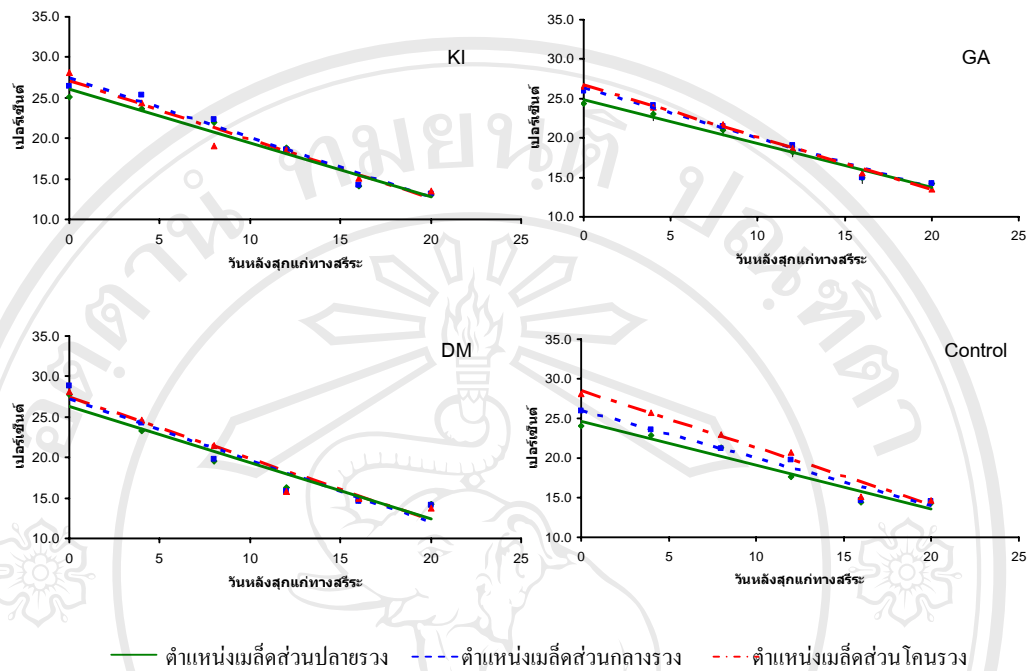 35.0
30.0
25.0
20.0
15.0
10.0
เปอร์เซ็นต์
KI
0 5 10 15 20 25
วันหลังสุกแก่ทางสรีระ
35.0
30.0
25.0
20.0
15.0
10.0
เปอร์เซ็นต์
GA
0 5 10 15 20 25
วันหลังสุกแก่ทางสรีระ
35.0
30.0
25.0
20.0
15.0
10.0
เปอร์เซ็นต์
DM
0 5 10 15 20 25
วันหลังสุกแก่ทางสรีระ
35.0
30.0
25.0
20.0
15.0
10.0
เปอร์เซ็นต์
Control
0 5 10 15 20 25
วันหลังสุกแก่ทางสรีระ
ตำแหน่งเมล็ดส่วนปลายรวง ตำแหน่งเมล็ดส่วนกลางรวง ตำแหน่งเมล็ดส่วนโคนรวง